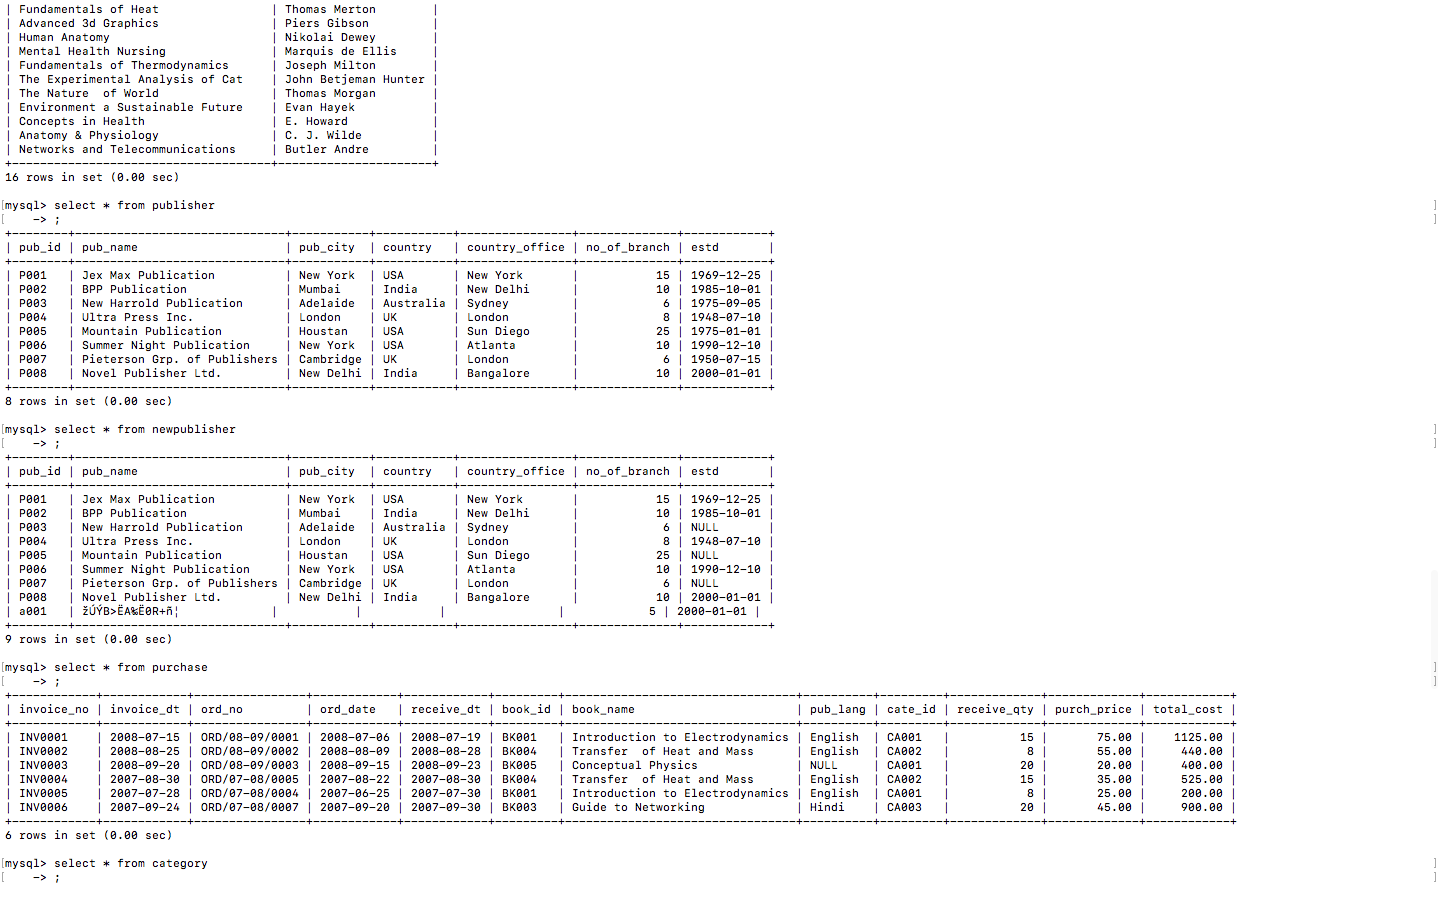 | Fundamentals of Heat                | Thomas Merton        |
| Advanced 3d Graphics                | Piers Gibson         |
| Human Anatomy                       | Nikolai Dewey        |
| Mental Health Nursing               | Marquis de Ellis     |
| Fundamentals of Thermodynamics      | Joseph Milton        |
| The Experimental Analysis of Cat    | John Betjeman Hunter |
| The Nature  of World                | Thomas Morgan        |
| Environment a Sustainable Future    | Evan Hayek           |
| Concepts in Health                  | E. Howard            |
| Anatomy & Physiology                | C. J. Wilde          |
| Networks and Telecommunications     | Butler Andre         |
+-------------------------------------+----------------------+
16 rows in set (0.00 sec)
[mysql> select * from publisher ]
[    -> ; ]
+--------+------------------------------+-----------+-----------+----------------+--------------+------------+
| pub_id | pub_name                     | pub_city  | country   | country_office | no_of_branch | estd       |
+--------+------------------------------+-----------+-----------+----------------+--------------+------------+
| P001   | Jex Max Publication          | New York  | USA       | New York       |           15 | 1969-12-25 |
| P002   | BPP Publication              | Mumbai    | India     | New Delhi      |           10 | 1985-10-01 |
| P003   | New Harrold Publication      | Adelaide  | Australia | Sydney         |            6 | 1975-09-05 |
| P004   | Ultra Press Inc.             | London    | UK        | London         |            8 | 1948-07-10 |
| P005   | Mountain Publication         | Houstan   | USA       | Sun Diego      |           25 | 1975-01-01 |
| P006   | Summer Night Publication     | New York  | USA       | Atlanta        |           10 | 1990-12-10 |
| P007   | Pieterson Grp. of Publishers | Cambridge | UK        | London         |            6 | 1950-07-15 |
| P008   | Novel Publisher Ltd.         | New Delhi | India     | Bangalore      |           10 | 2000-01-01 |
+--------+------------------------------+-----------+-----------+----------------+--------------+------------+
8 rows in set (0.00 sec)
[mysql> select * from newpublisher ]
[    -> ; ]
+--------+------------------------------+-----------+-----------+----------------+--------------+------------+
| pub_id | pub_name                     | pub_city  | country   | country_office | no_of_branch | estd       |
+--------+------------------------------+-----------+-----------+----------------+--------------+------------+
| P001   | Jex Max Publication          | New York  | USA       | New York       |           15 | 1969-12-25 |
| P002   | BPP Publication              | Mumbai    | India     | New Delhi      |           10 | 1985-10-01 |
| P003   | New Harrold Publication      | Adelaide  | Australia | Sydney         |            6 | NULL       |
| P004   | Ultra Press Inc.             | London    | UK        | London         |            8 | 1948-07-10 |
| P005   | Mountain Publication         | Houstan   | USA       | Sun Diego      |           25 | NULL       |
| P006   | Summer Night Publication     | New York  | USA       | Atlanta        |           10 | 1990-12-10 |
| P007   | Pieterson Grp. of Publishers | Cambridge | UK        | London         |            6 | NULL       |
| P008   | Novel Publisher Ltd.         | New Delhi | India     | Bangalore      |           10 | 2000-01-01 |
| a001   | žÚÝB>ËA‰Ë0R+ñ¦             |           |           |                |            5 | 2000-01-01 |
+--------+------------------------------+-----------+-----------+----------------+--------------+------------+
9 rows in set (0.00 sec)
[mysql> select * from purchase ]
[    -> ; ]
+------------+------------+----------------+------------+------------+---------+---------------------------------+----------+---------+-------------+-------------+------------+
| invoice_no | invoice_dt | ord_no         | ord_date   | receive_dt | book_id | book_name                       | pub_lang | cate_id | receive_qty | purch_price | total_cost |
+------------+------------+----------------+------------+------------+---------+---------------------------------+----------+---------+-------------+-------------+------------+
| INV0001    | 2008-07-15 | ORD/08-09/0001 | 2008-07-06 | 2008-07-19 | BK001   | Introduction to Electrodynamics | English  | CA001   |          15 |       75.00 |    1125.00 |
| INV0002    | 2008-08-25 | ORD/08-09/0002 | 2008-08-09 | 2008-08-28 | BK004   | Transfer  of Heat and Mass      | English  | CA002   |           8 |       55.00 |     440.00 |
| INV0003    | 2008-09-20 | ORD/08-09/0003 | 2008-09-15 | 2008-09-23 | BK005   | Conceptual Physics              | NULL     | CA001   |          20 |       20.00 |     400.00 |
| INV0004    | 2007-08-30 | ORD/07-08/0005 | 2007-08-22 | 2007-08-30 | BK004   | Transfer  of Heat and Mass      | English  | CA002   |          15 |       35.00 |     525.00 |
| INV0005    | 2007-07-28 | ORD/07-08/0004 | 2007-06-25 | 2007-07-30 | BK001   | Introduction to Electrodynamics | English  | CA001   |           8 |       25.00 |     200.00 |
| INV0006    | 2007-09-24 | ORD/07-08/0007 | 2007-09-20 | 2007-09-30 | BK003   | Guide to Networking             | Hindi    | CA003   |          20 |       45.00 |     900.00 |
+------------+------------+----------------+------------+------------+---------+---------------------------------+----------+---------+-------------+-------------+------------+
6 rows in set (0.00 sec)
[mysql> select * from category ]
[    -> ; ]